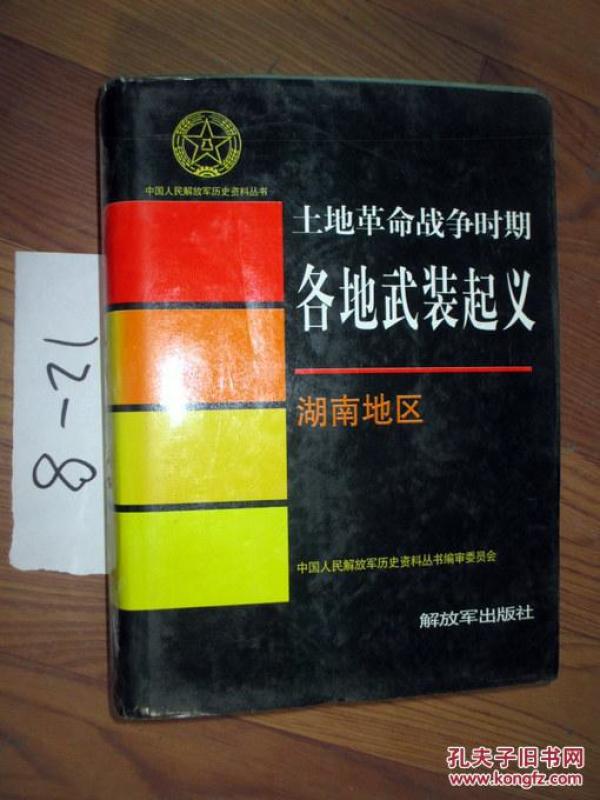 八一
中国人民解放军历史资料丛书
土地革命战争时期
各地武装起义
湖南地区
中国人民解放军历史资料丛书编审委员会
解放军出版社
8-21
孔夫子旧书网
www.kongfz.com